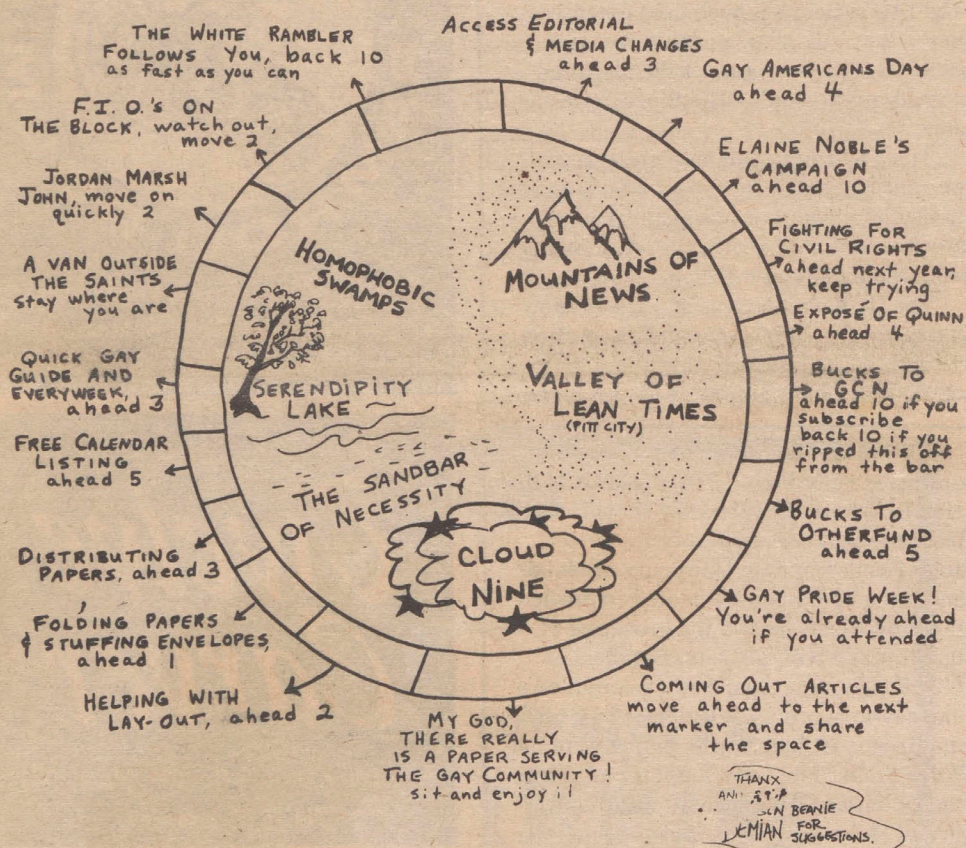 THE WHITE RAMBLER
FOLLOWS YOU, back 10
as fast as you can
ACCESS EDITORIAL
& MEDIA CHANGES
ahead 3
GAY AMERICANS DAY
ahead 4
ELAINE NOBLE'S
CAMPAIGN
ahead 10
FIGHTING FOR
CIVIL RIGHTS
ahead next year,
keep trying
EXPOSÉ OF QUINN
ahead 4
BUCKS TO
GCN
ahead 10 if you
subscribe
back 10 if you
ripped this off
from the bar
BUCKS TO
OTHERFUND
ahead 5
GAY PRIDE WEEK!
You're already ahead
if you attended
COMING OUT ARTICLES
move ahead to the next
marker and share
the space
MY GOD,
THERE REALLY
IS A PAPER SERVING
THE GAY COMMUNITY!
sit and enjoy it
HELPING WITH
LAY-OUT, ahead 2
FOLDING PAPERS
& STUFFING ENVELOPES,
ahead 1
DISTRIBUTING
PAPERS, ahead 3
FREE CALENDAR
LISTING
ahead 5
QUICK GAY
GUIDE AND
EVERYWEEK,
ahead 3
A VAN OUTSIDE
THE SAINTS
stay where
you are
JORDAN MARSH
JOHN, move on
quickly 2
F.I.O.'s ON
THE BLOCK, watch out,
move 2
HOMOPHOBIC
SWAMPS
MOUNTAINS OF
NEWS
SERENDIPITY
LAKE
VALLEY OF
LEAN TIMES
(PITT CITY)
THE SANDBAR
OF NECESSITY
CLOUD
NINE
THANX
BEANIE
FOR
SUGGESTIONS.